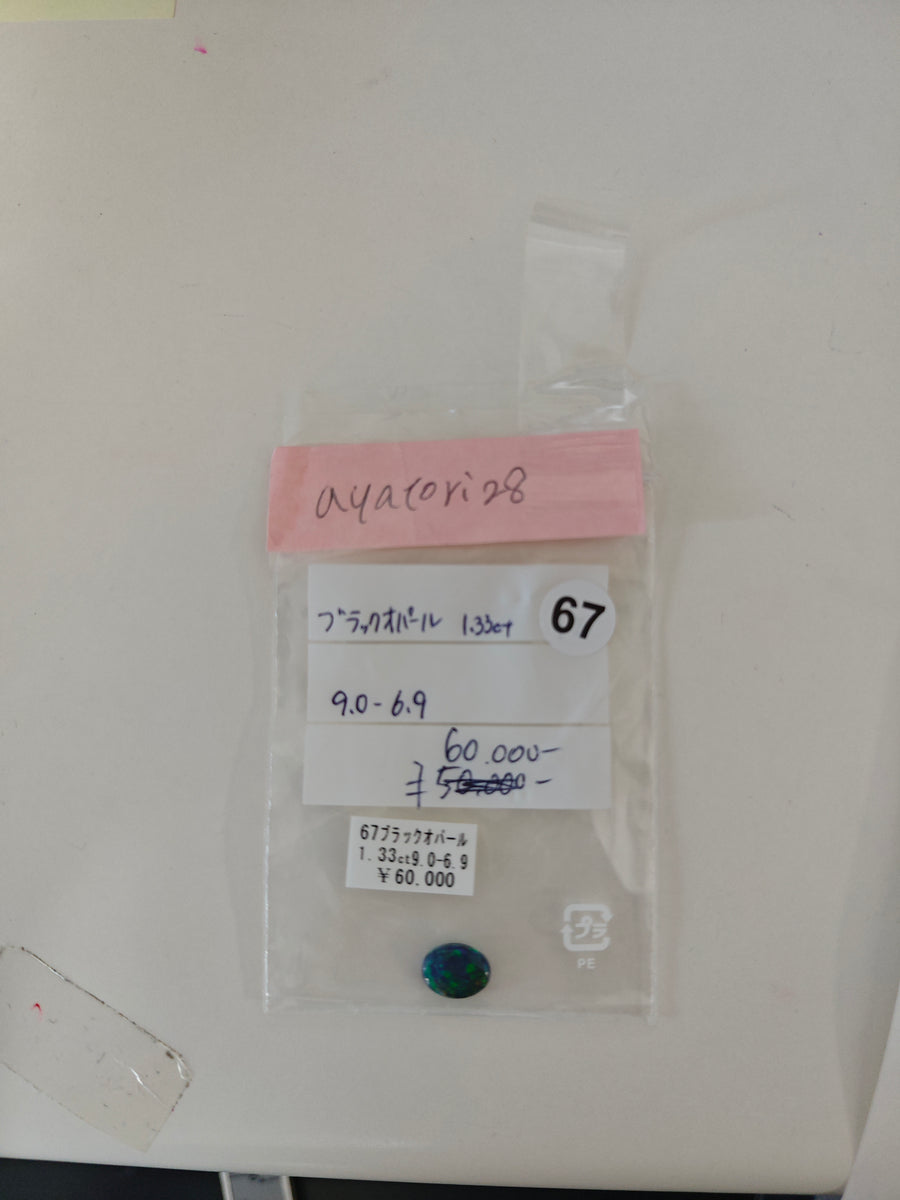 ayatori28
ブラックオパール 1.33ct
67
9.0-6.9
60.000-
50.000-
67ブラックオパール
1.33ct9.0-6.9
¥60.000
プラ
PE